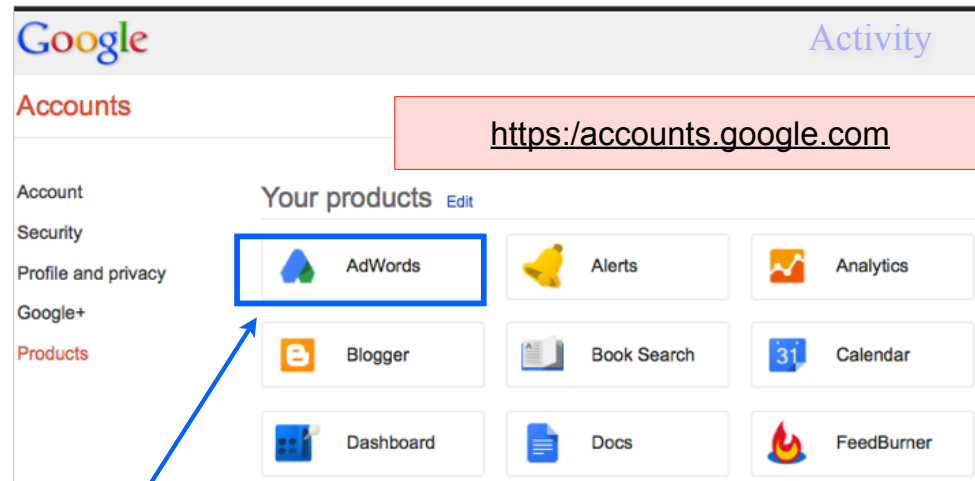 Google
Activity
Accounts
https:/accounts.google.com
Account
Security
Profile and privacy
Google+
Products
Your products Edit
AdWords
Alerts
Analytics
Blogger
Book Search
31
Calendar
Dashboard
Docs
FeedBurner